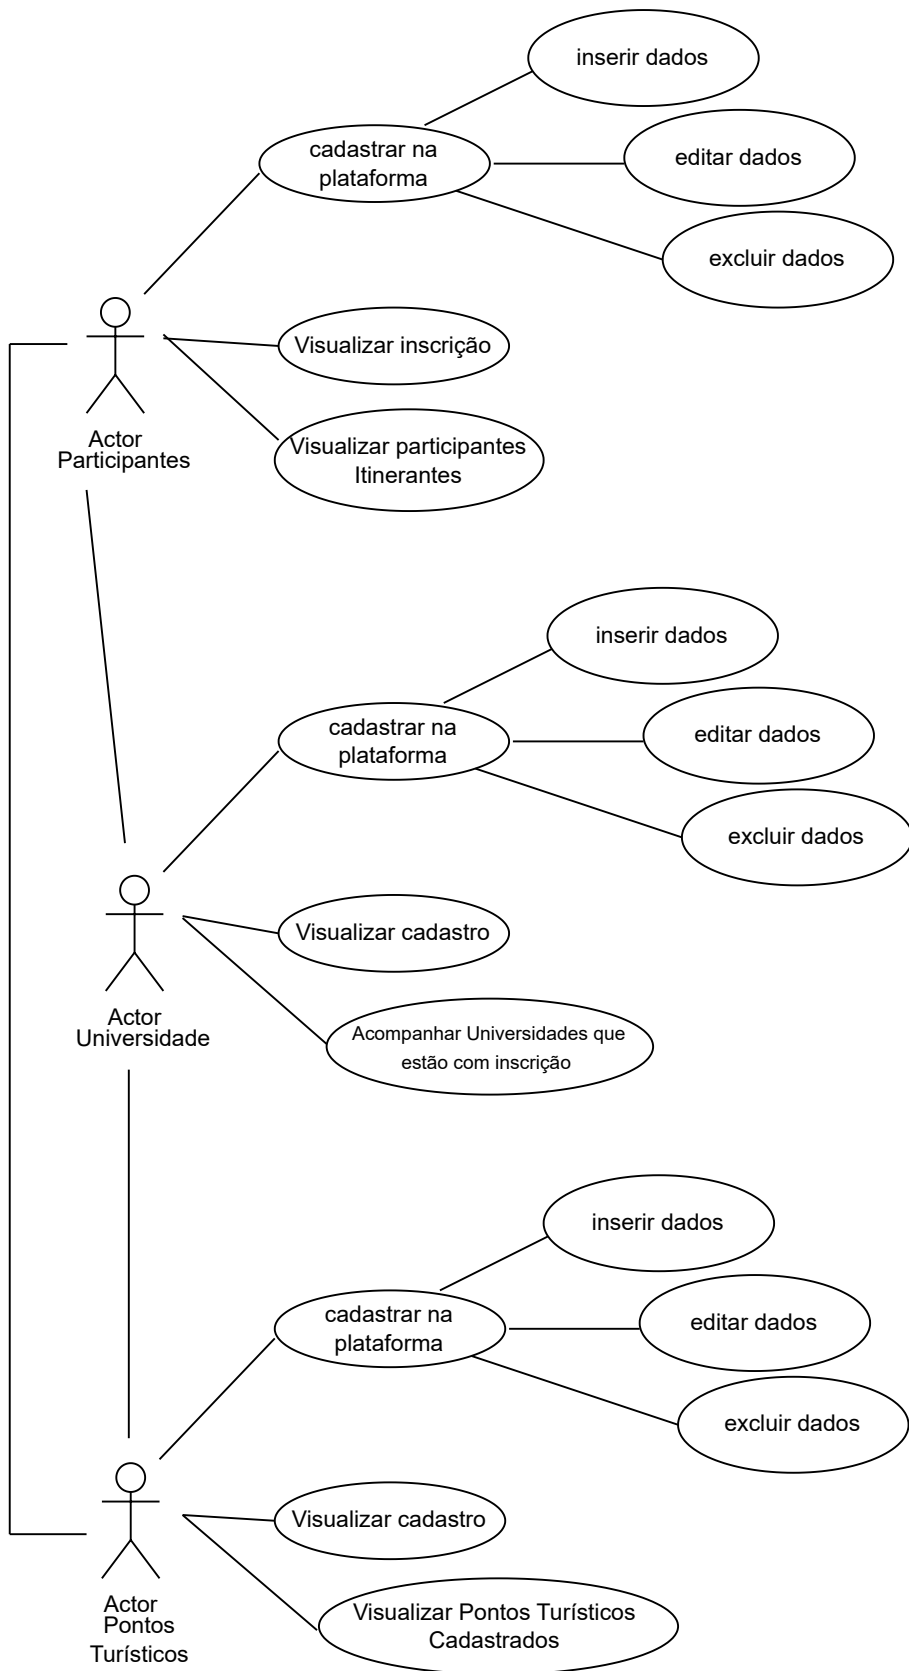 inserir dados
cadastrar na
plataforma
editar dados
excluir dados
Visualizar inscrição
Actor
Participantes
Visualizar participantes
Itinerantes
inserir dados
cadastrar na
plataforma
editar dados
excluir dados
Visualizar cadastro
Actor
Universidade
Acompanhar Universidades que
estão com inscrição
inserir dados
cadastrar na
plataforma
editar dados
excluir dados
Visualizar cadastro
Actor
Pontos
Turísticos
Visualizar Pontos Turísticos
Cadastrados